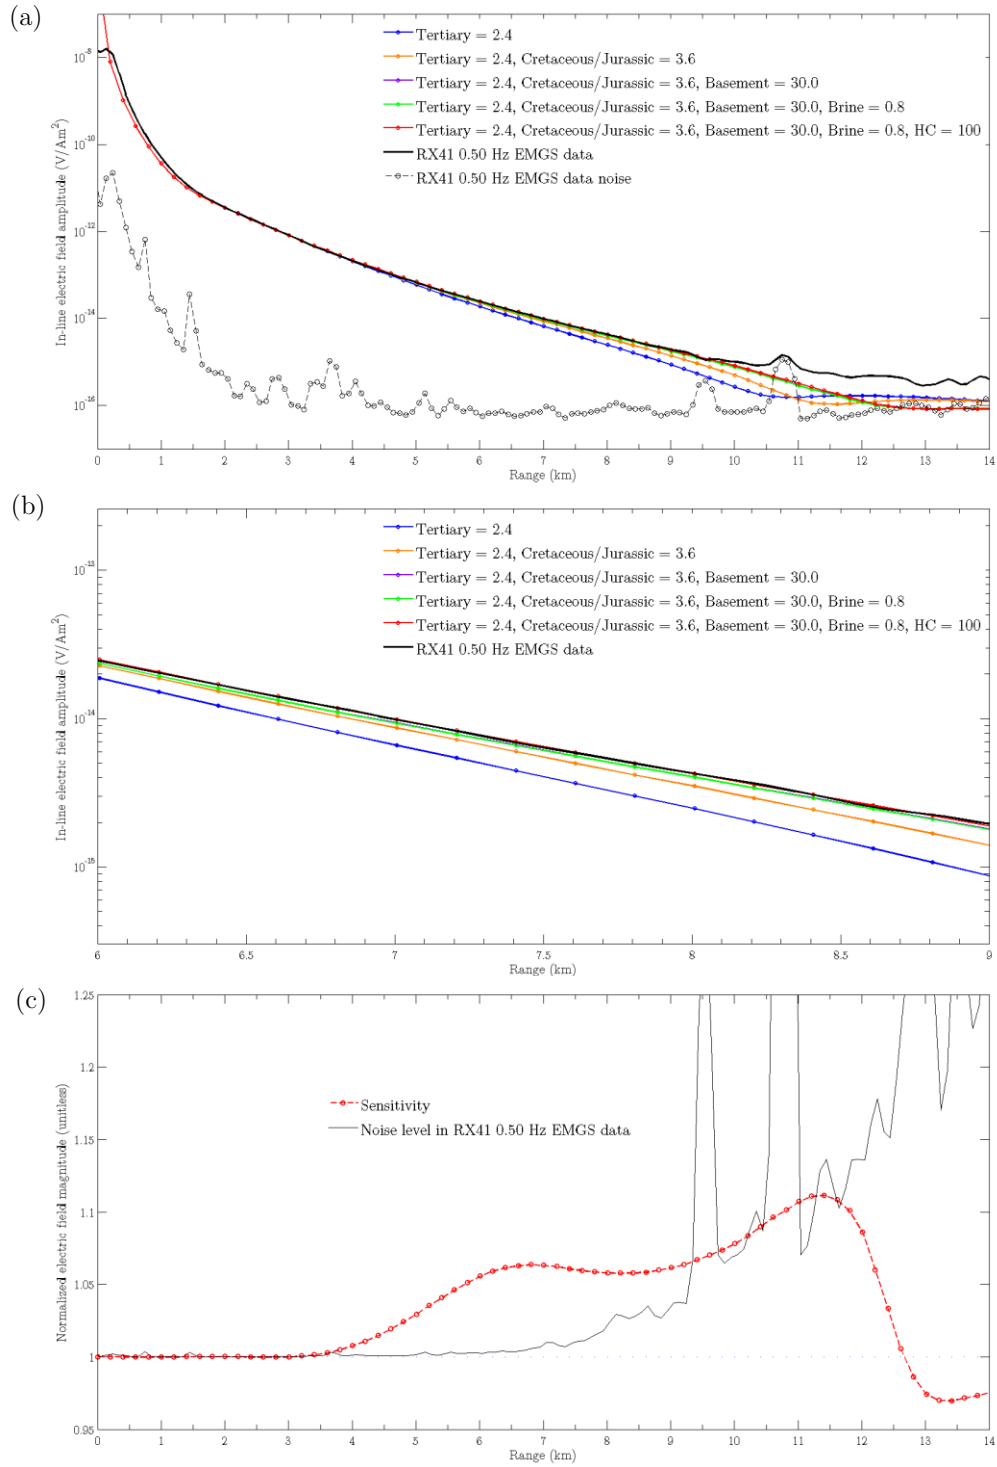 (a)
Tertiary = 2.4
Tertiary = 2.4, Cretaceous/Jurassic = 3.6
Tertiary = 2.4, Cretaceous/Jurassic = 3.6, Basement = 30.0
Tertiary = 2.4, Cretaceous/Jurassic = 3.6, Basement = 30.0, Brine = 0.8
Tertiary = 2.4, Cretaceous/Jurassic = 3.6, Basement = 30.0, Brine = 0.8, HC = 100
RX41 0.50 Hz EMGS data
RX41 0.50 Hz EMGS data noise
In-line electric field amplitude (V/Am²)
10⁻⁸
10⁻¹⁰
10⁻¹²
10⁻¹⁴
10⁻¹⁶
0 1 2 3 4 5 6 7 8 9 10 11 12 13 14
Range (km)
(b)
Tertiary = 2.4
Tertiary = 2.4, Cretaceous/Jurassic = 3.6
Tertiary = 2.4, Cretaceous/Jurassic = 3.6, Basement = 30.0
Tertiary = 2.4, Cretaceous/Jurassic = 3.6, Basement = 30.0, Brine = 0.8
Tertiary = 2.4, Cretaceous/Jurassic = 3.6, Basement = 30.0, Brine = 0.8, HC = 100
RX41 0.50 Hz EMGS data
In-line electric field amplitude (V/Am²)
10⁻¹³
10⁻¹⁴
10⁻¹⁵
6 6.5 7 7.5 8 8.5 9
Range (km)
(c)
Sensitivity
Noise level in RX41 0.50 Hz EMGS data
Normalized electric field magnitude (unitless)
1.25
1.2
1.15
1.1
1.05
1
0.95
0 1 2 3 4 5 6 7 8 9 10 11 12 13 14
Range (km)